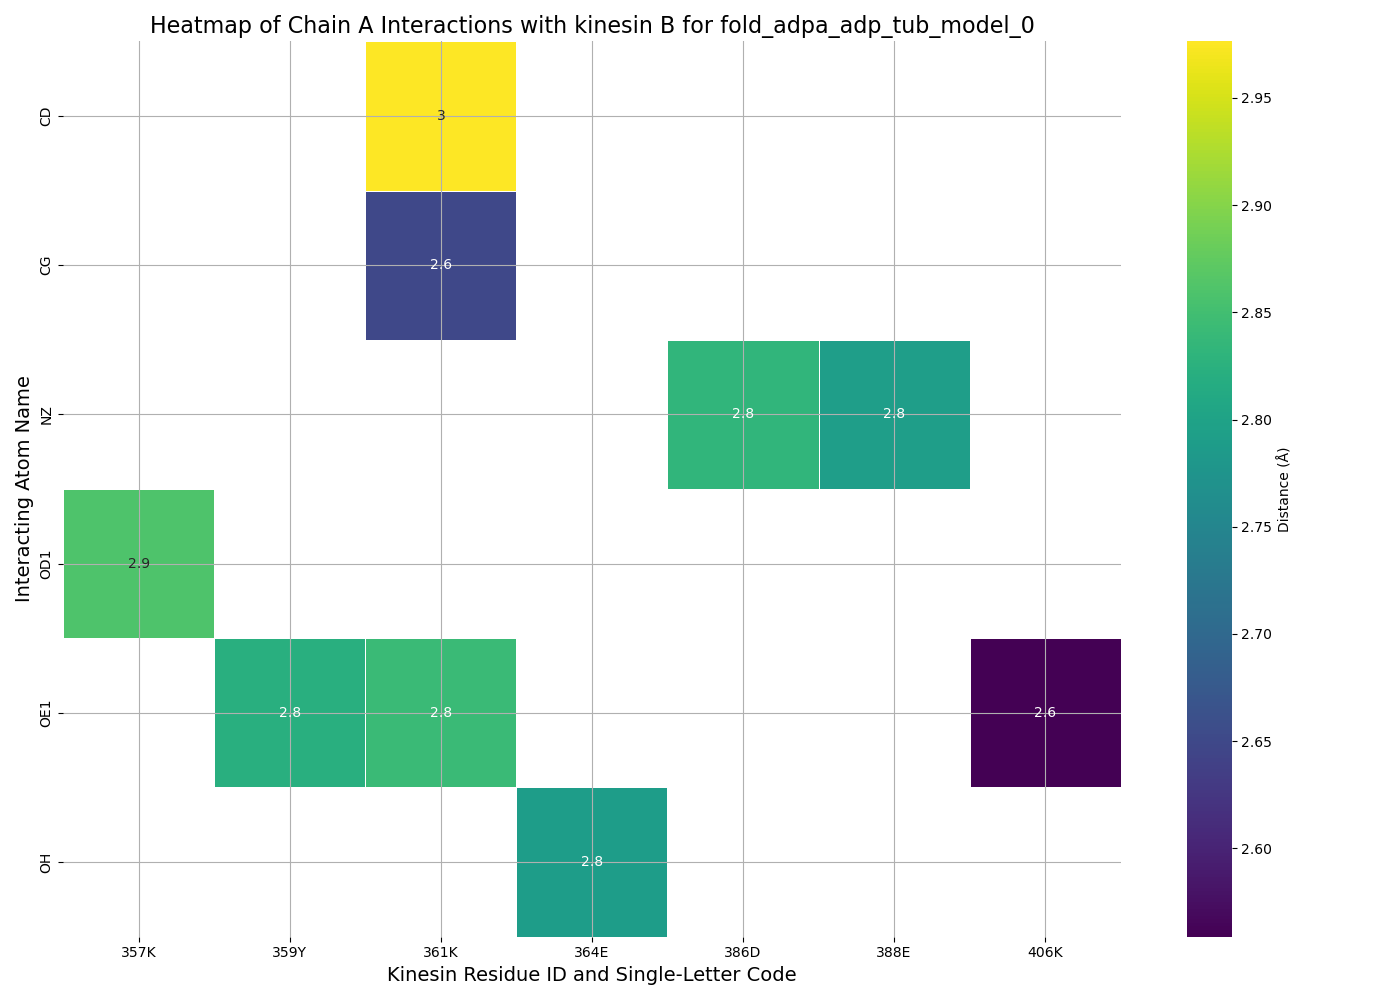 Heatmap of Chain A Interactions with kinesin B for fold_adpa_adp_tub_model_0
Interacting Atom Name
CD
CG
NZ
OD1
OE1
OH
3
2.6
2.8 2.8
2.9
2.8 2.8 2.6
2.8
357K 359Y 361K 364E 386D 388E 406K
Kinesin Residue ID and Single-Letter Code
2.95
2.90
2.85
2.80
2.75
2.70
2.65
2.60
Distance (Å)